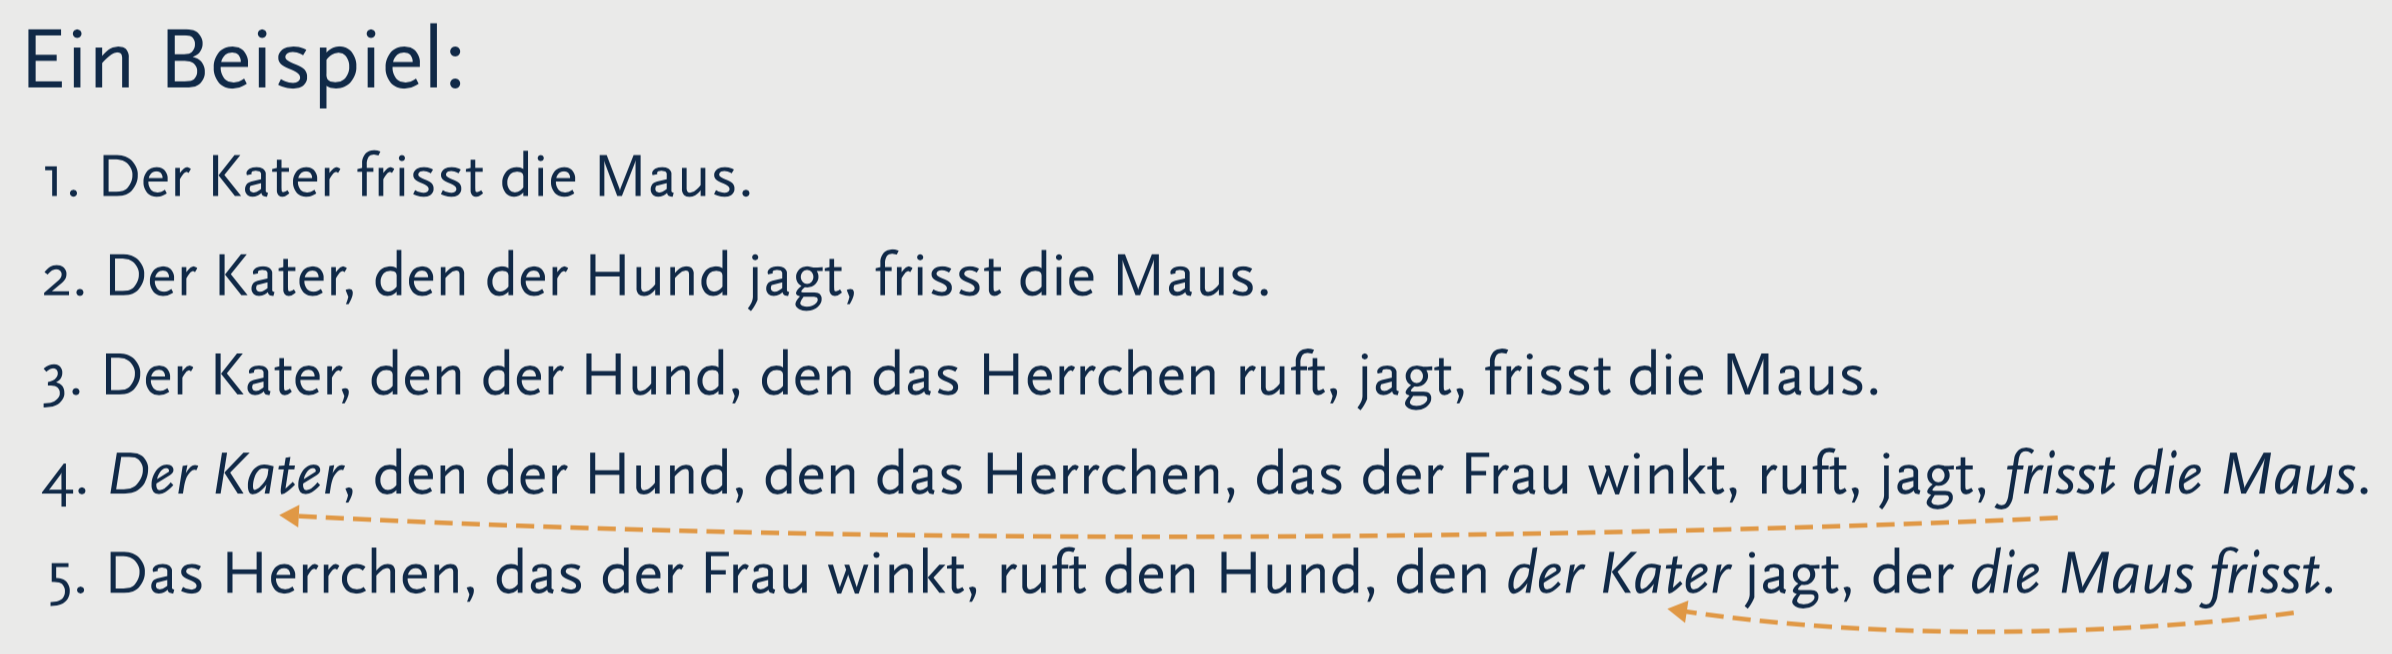 Ein Beispiel:
1. Der Kater frisst die Maus.
2. Der Kater, den der Hund jagt, frisst die Maus.
3. Der Kater, den der Hund, den das Herrchen ruft, jagt, frisst die Maus.
4. Der Kater, den der Hund, den das Herrchen, das der Frau winkt, ruft, jagt, frisst die Maus.
5. Das Herrchen, das der Frau winkt, ruft den Hund, den der Kater jagt, der die Maus frisst.